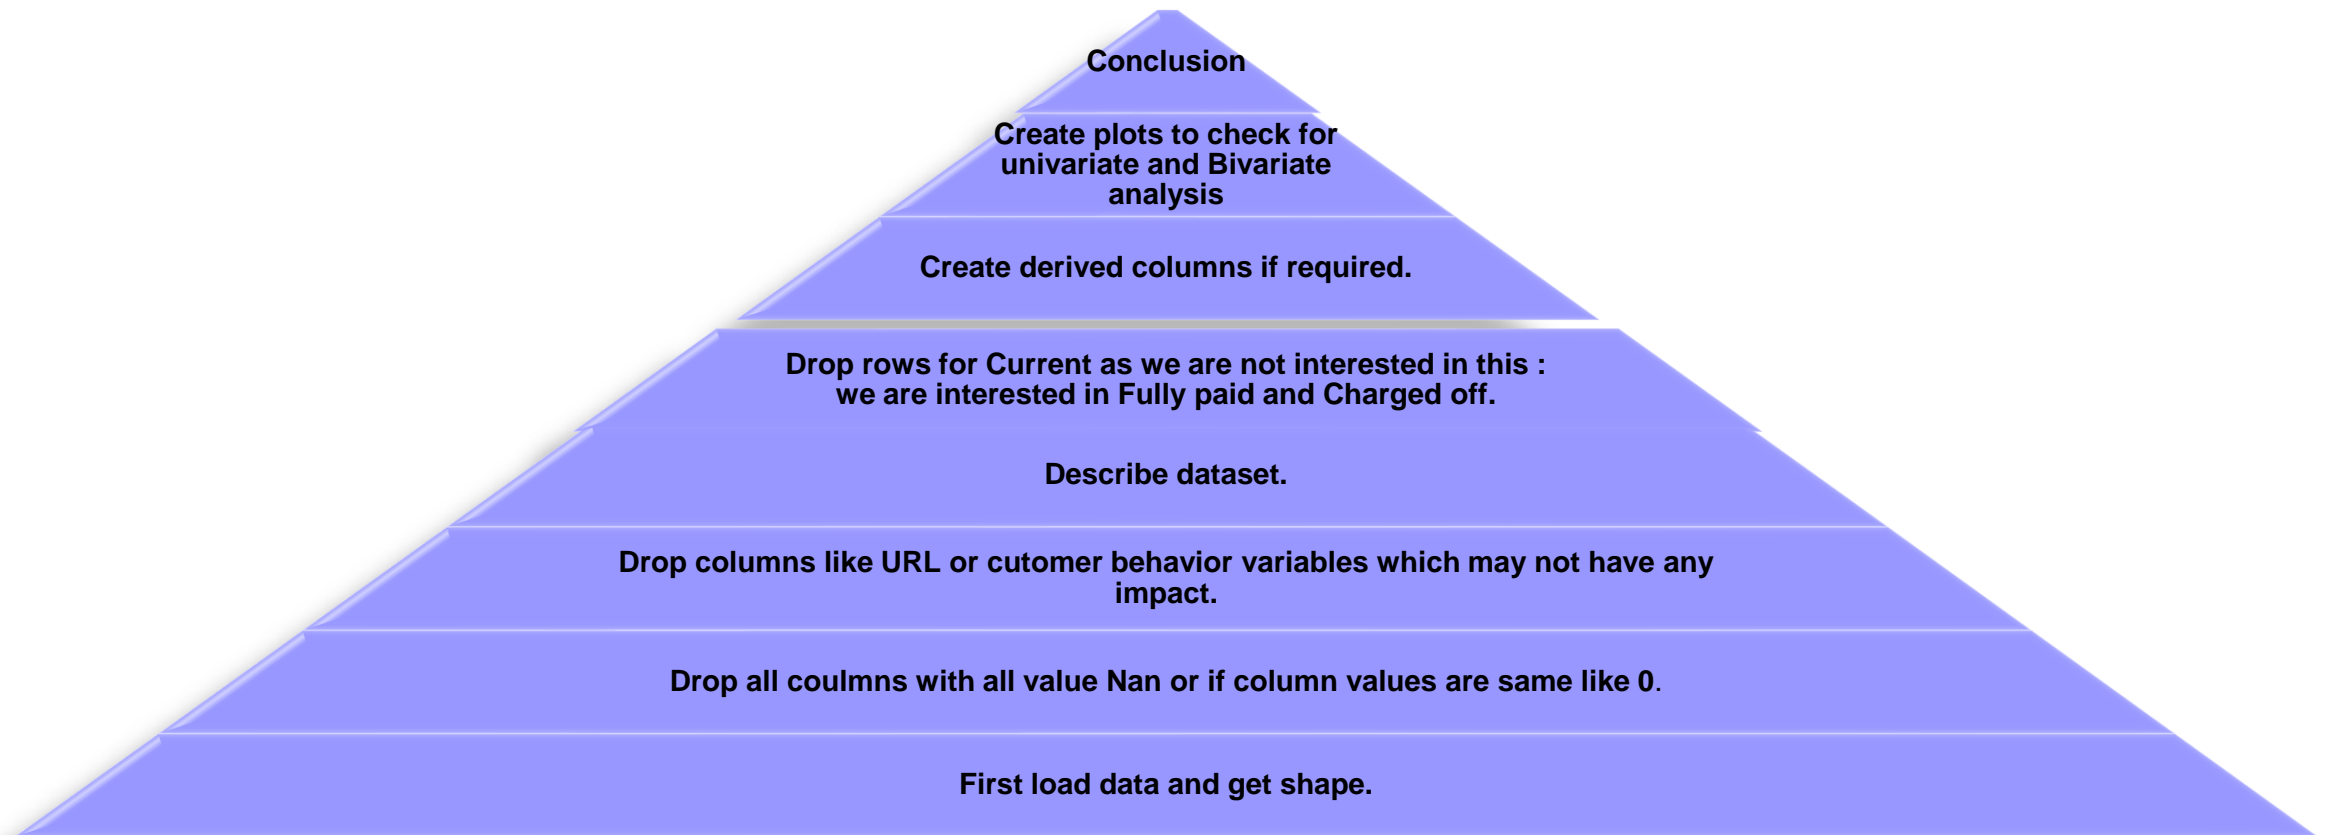 Conclusion
Create plots to check for
univariate and Bivariate
analysis
Create derived columns if required.
Drop rows for Current as we are not interested in this :
we are interested in Fully paid and Charged off.
Describe dataset.
Drop columns like URL or cutomer behavior variables which may not have any
impact.
Drop all coulmns with all value Nan or if column values are same like 0.
First load data and get shape.